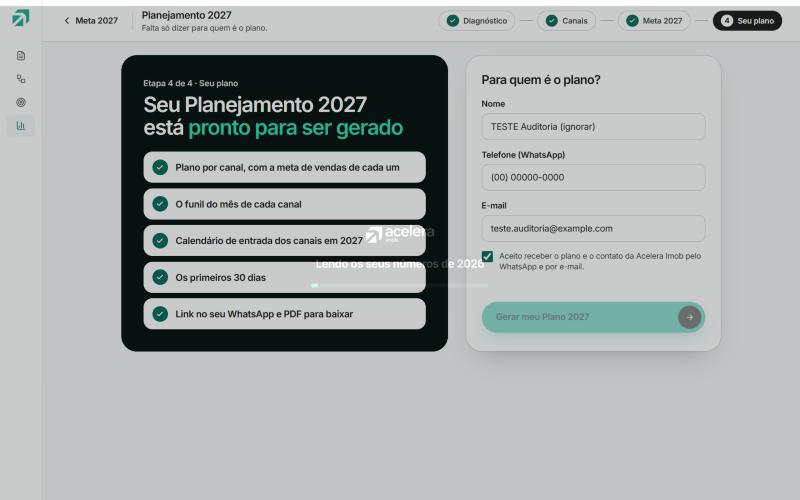 Meta 2027
Planejamento 2027
Falta só dizer para quem é o plano.
Diagnóstico
Canais
Meta 2027
4 Seu plano
Etapa 4 de 4 · Seu plano
Seu Planejamento 2027
está pronto para ser gerado
Plano por canal, com a meta de vendas de cada um
O funil do mês de cada canal
Calendário de entrada dos canais em 2027
Os primeiros 30 dias
Link no seu WhatsApp e PDF para baixar
acelera
imob
Lendo os seus números de 2026
Para quem é o plano?
Nome
TESTE Auditoria (ignorar)
Telefone (WhatsApp)
(00) 00000-0000
E-mail
teste.auditoria@example.com
Aceito receber o plano e o contato da Acelera Imob pelo
WhatsApp e por e-mail.
Gerar meu Plano 2027